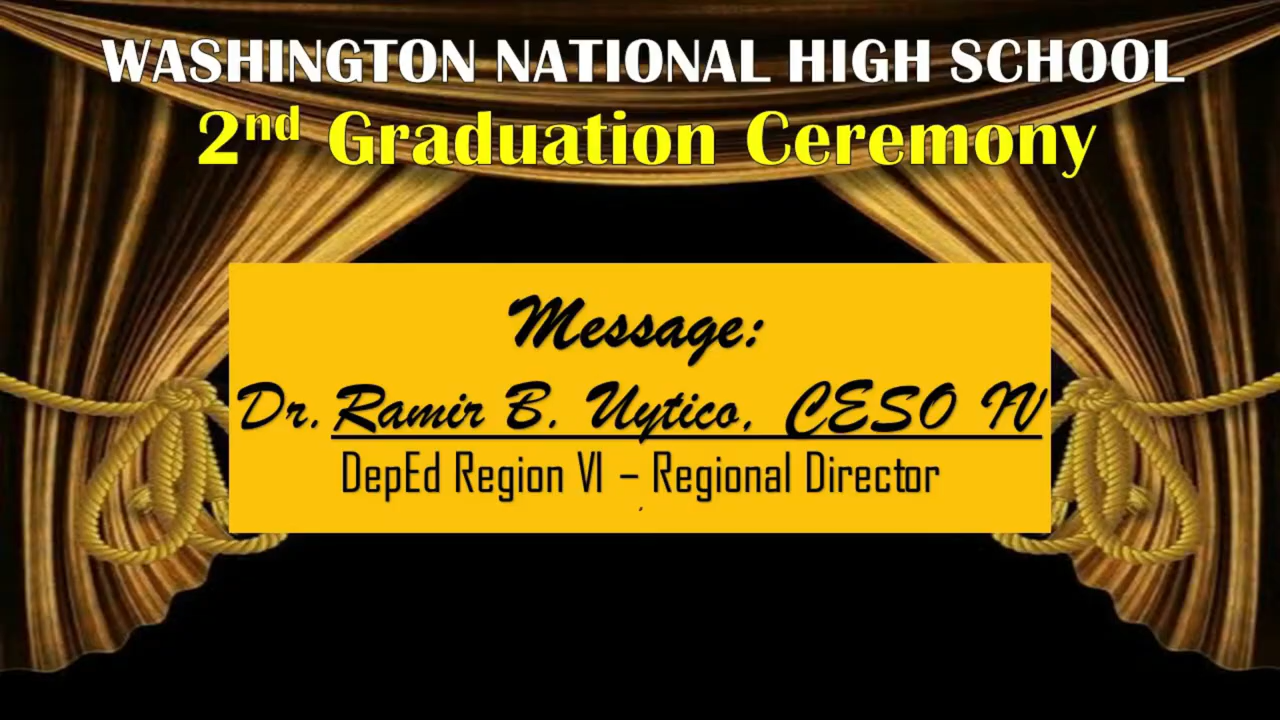 WASHINGTON NATIONAL HIGH SCHOOL
2nd Graduation Ceremony
Message:
Dr. Ramir B. Uytico, CESO IV
DepEd Region VI – Regional Director